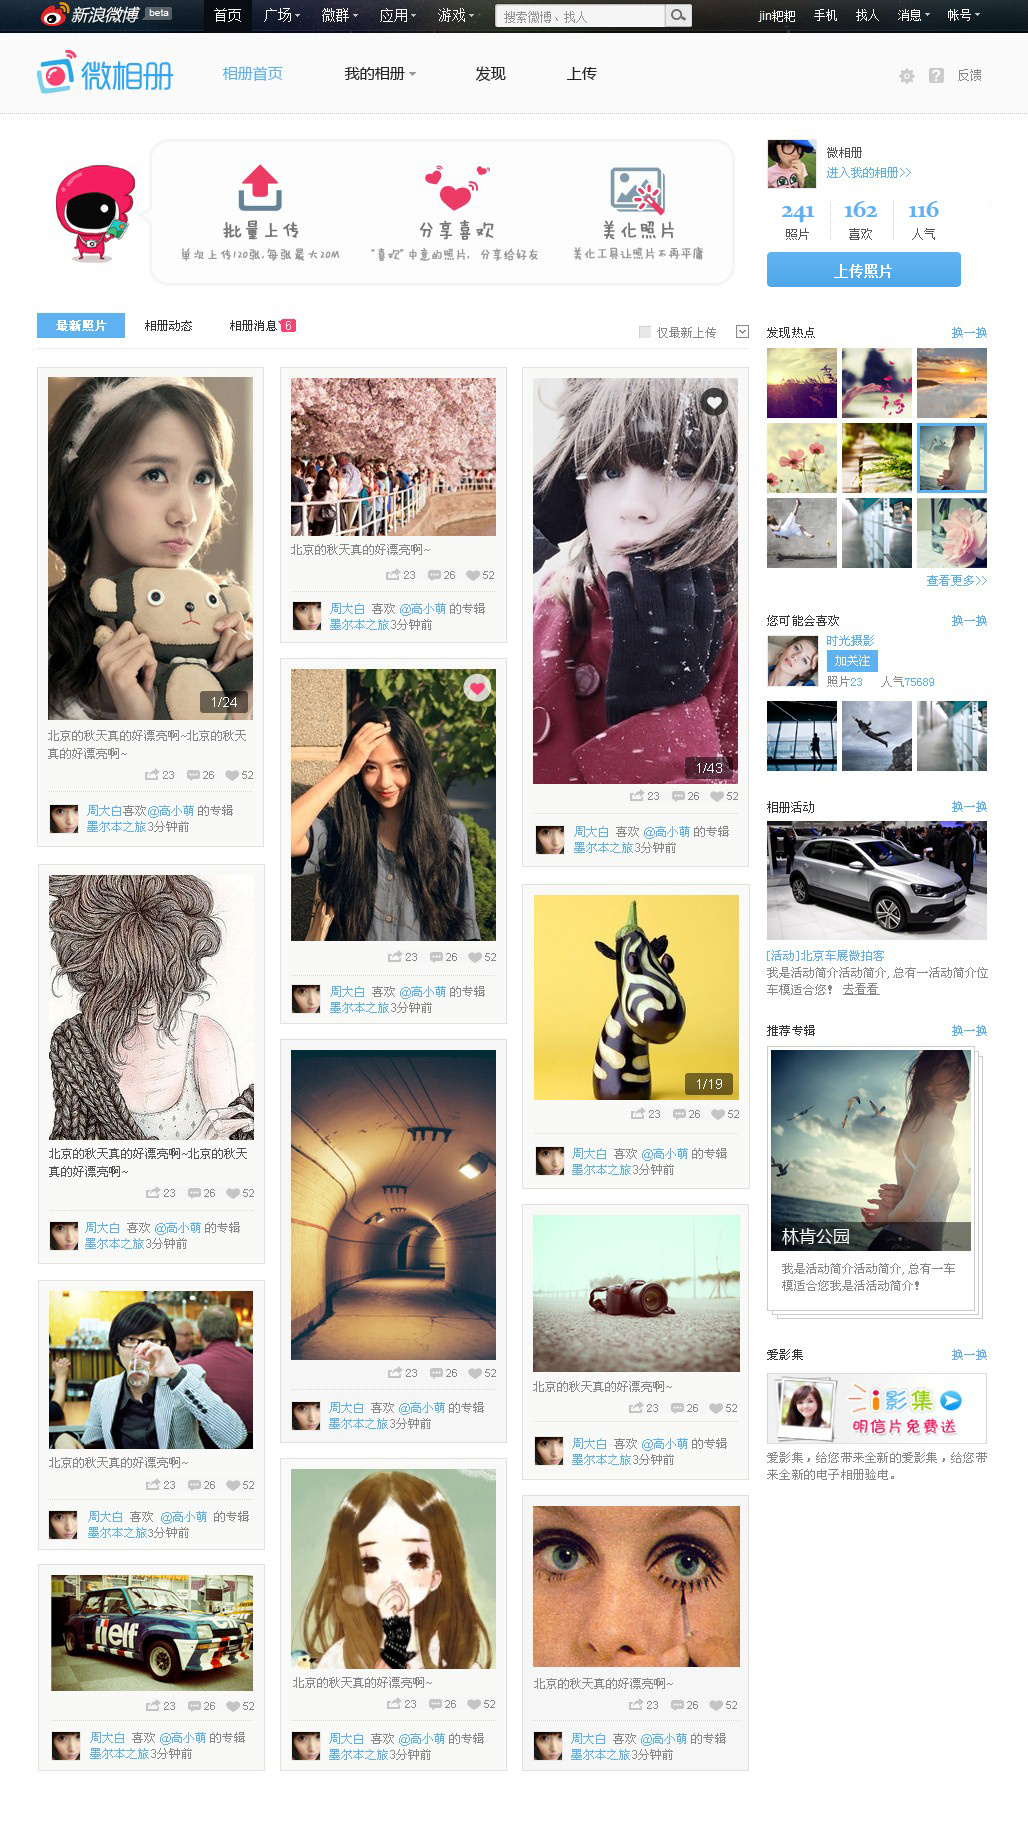 新浪微博 beta
首页 广场 微群 应用 游戏
搜索微博、找人
jin粑粑 手机 找人 消息 帐号
微相册
相册首页 我的相册 发现 上传
? 反馈
批量上传
单次上传120张,每张最大20M
分享喜欢
"喜欢"中意的照片, 分享给好友
美化照片
美化工具让照片不再平庸
微相册
进入我的相册>>
241 162 116
照片 喜欢 人气
上传照片
最新照片 相册动态 相册消息 6
仅最新上传
1/24
北京的秋天真的好漂亮啊~北京的秋天
真的好漂亮啊~
23 26 52
周大白喜欢@高小萌 的专辑
墨尔本之旅3分钟前
北京的秋天真的好漂亮啊~北京的秋天
真的好漂亮啊~
23 26 52
周大白 喜欢 @高小萌 的专辑
墨尔本之旅3分钟前
北京的秋天真的好漂亮啊~
23 26 52
周大白 喜欢 @高小萌 的专辑
墨尔本之旅3分钟前
elf
elf
23 26 52
周大白 喜欢 @高小萌 的专辑
墨尔本之旅3分钟前
北京的秋天真的好漂亮啊~
23 26 52
周大白 喜欢 @高小萌 的专辑
墨尔本之旅3分钟前
23 26 52
周大白 喜欢 @高小萌 的专辑
墨尔本之旅3分钟前
23 26 52
周大白 喜欢 @高小萌 的专辑
墨尔本之旅3分钟前
北京的秋天真的好漂亮啊~
23 26 52
周大白 喜欢 @高小萌 的专辑
墨尔本之旅3分钟前
1/43
23 26 52
周大白 喜欢 @高小萌 的专辑
墨尔本之旅3分钟前
1/19
23 26 52
周大白 喜欢 @高小萌 的专辑
墨尔本之旅3分钟前
北京的秋天真的好漂亮啊~
23 26 52
周大白 喜欢 @高小萌 的专辑
墨尔本之旅3分钟前
北京的秋天真的好漂亮啊~
23 26 52
周大白 喜欢 @高小萌 的专辑
墨尔本之旅3分钟前
发现热点 换一换
查看更多>>
您可能会喜欢 换一换
时光摄影
加关注
照片23 人气75689
相册活动 换一换
[活动]北京车展微拍客
我是活动简介活动简介, 总有一活动简介位
车模适合您! 去看看
推荐专辑 换一换
林肯公园
我是活动简介活动简介, 总有一车
模适合您我是活活动简介!
爱影集 换一换
i影集
明信片免費送
爱影集，给您带来全新的爱影集，给您带
来全新的电子相册验电。